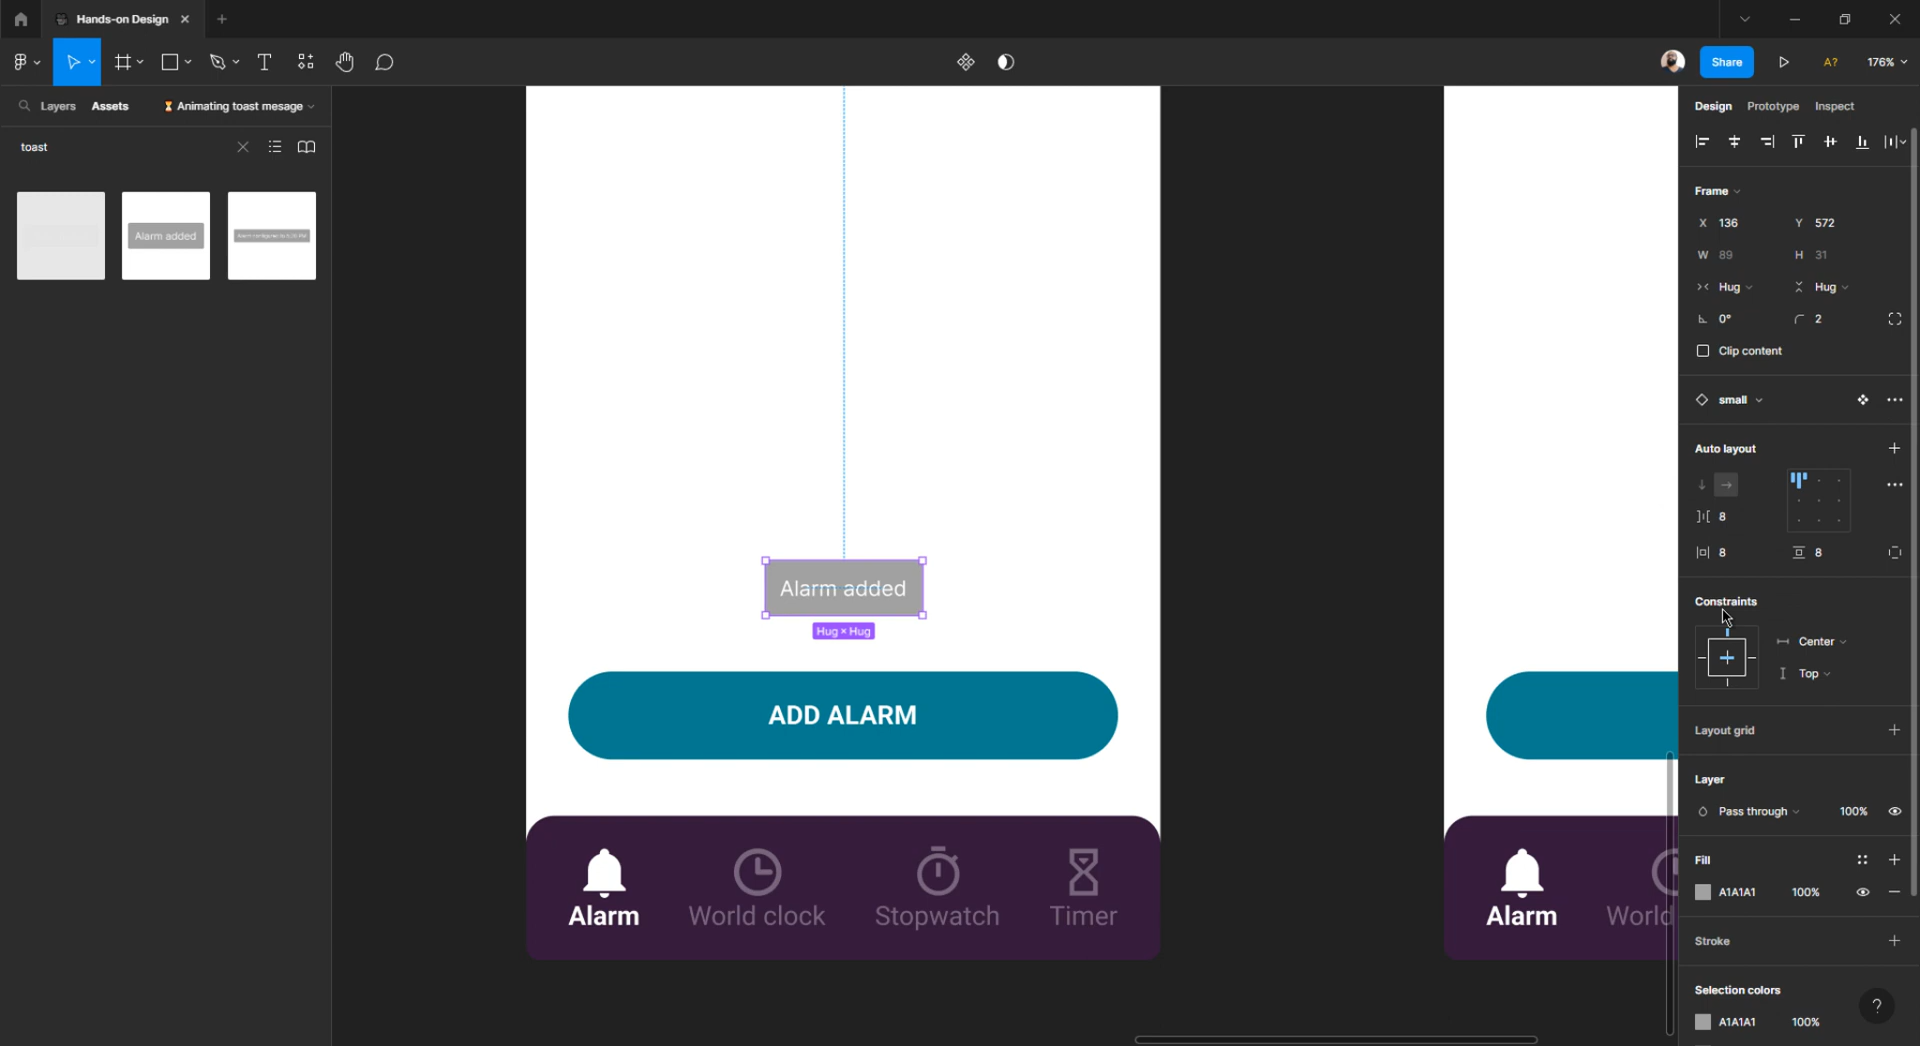 Hands-on Design
Share
A?
176%
Layers
Assets
Animating toast mesage
Design
Prototype
Inspect
toast
Alarm added
Frame
X 136
Y 572
W 89
H 31
Hug
Hug
0°
2
Clip content
small
Auto layout
8
8
8
Alarm added
Hug × Hug
Constraints
Center
Top
ADD ALARM
Layout grid
Layer
Pass through
100%
Fill
A1A1A1
100%
Alarm
World clock
Stopwatch
Timer
Alarm
World
Stroke
Selection colors
A1A1A1
100%
?